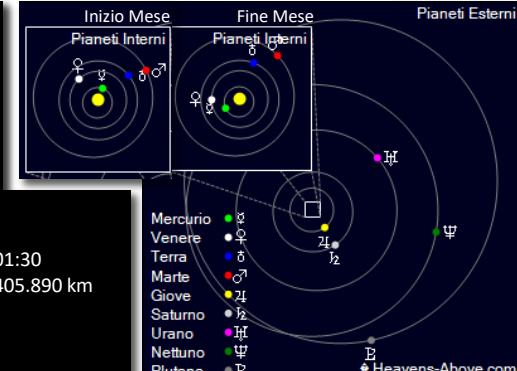 Inizio Mese Fine Mese Pianeti Esterni
Pianeti Interni Pianeti Interni
♀ ☿ ♁ ♂
♁ ♂ ♀ ☿
♅
♆
♃
♄
♇
01:30
405.890 km
Mercurio ☿
Venere ♀
Terra ♁
Marte ♂
Giove ♃
Saturno ♄
Urano ♅
Nettuno ♆
Plutone ♇
Heavens-Above.com